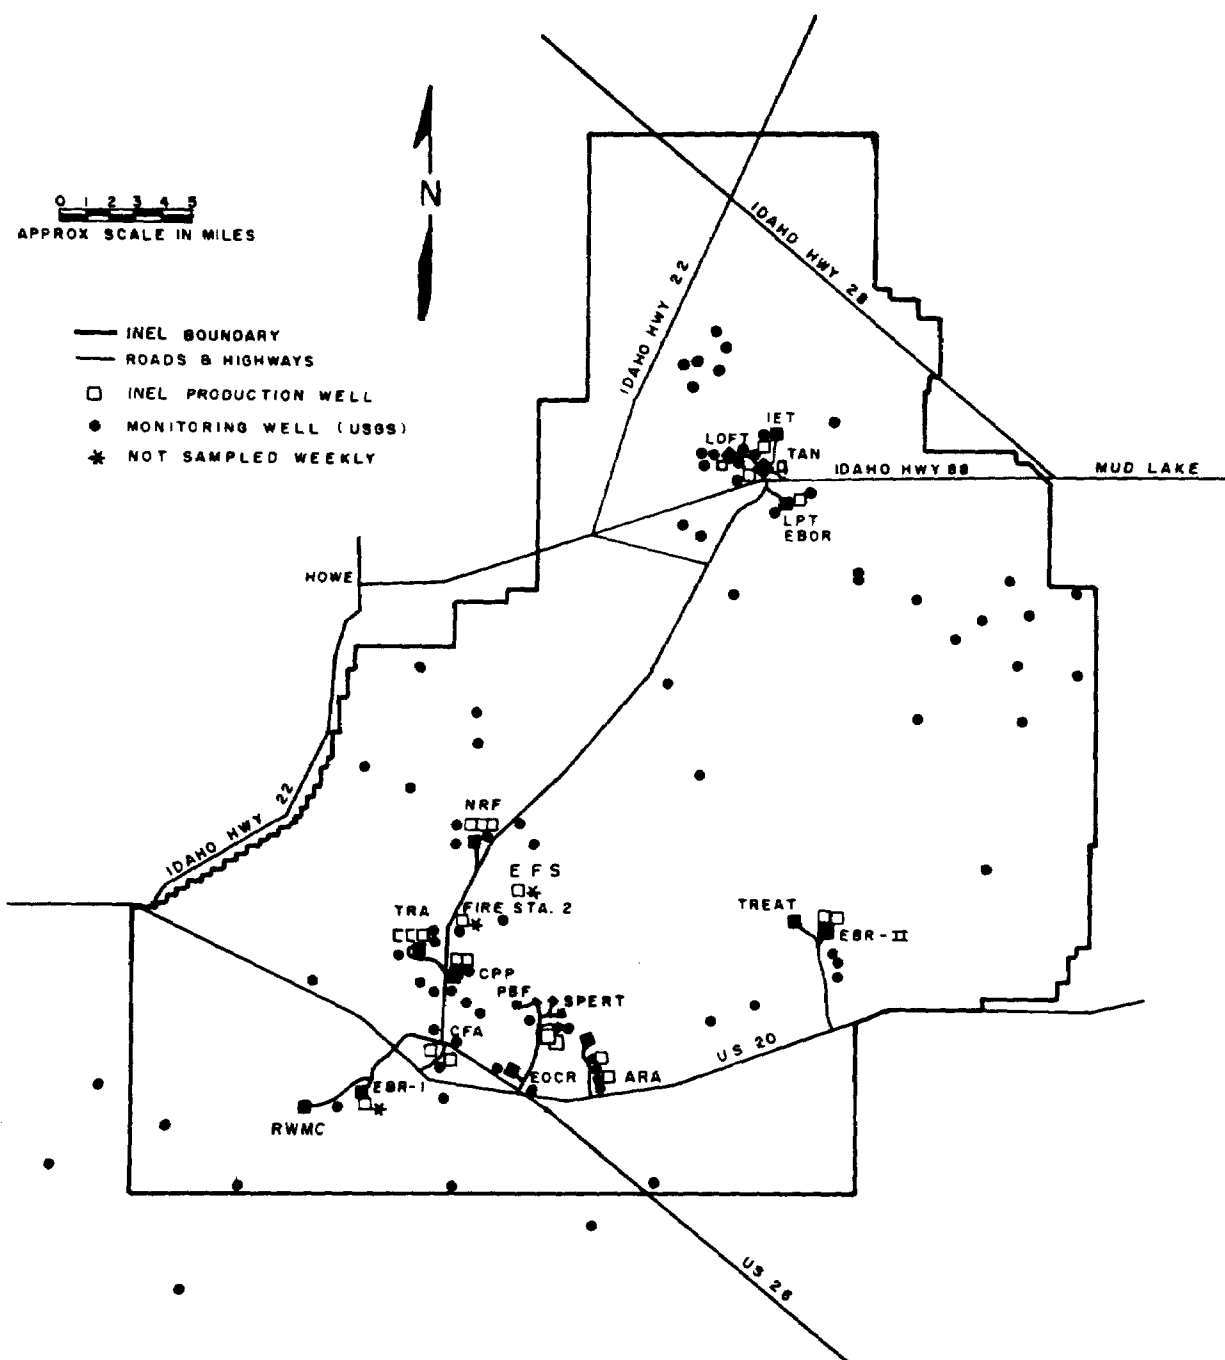 N
0 1 2 3 4 5
APPROX SCALE IN MILES
INEL BOUNDARY
ROADS & HIGHWAYS
INEL PRODUCTION WELL
MONITORING WELL (USGS)
NOT SAMPLED WEEKLY
IDAHO HWY 28
IDAHO HWY 22
IET
LOFT
TAN
IDAHO HWY 88
MUD LAKE
LPT
EBOR
HOWE
IDAHO HWY 22
NRF
EFS
FIRE STA. 2
TRA
TREAT
EBR-II
CPP
PBF
SPERT
CFA
US 20
EOCR
ARA
EBR-I
RWMC
US 26